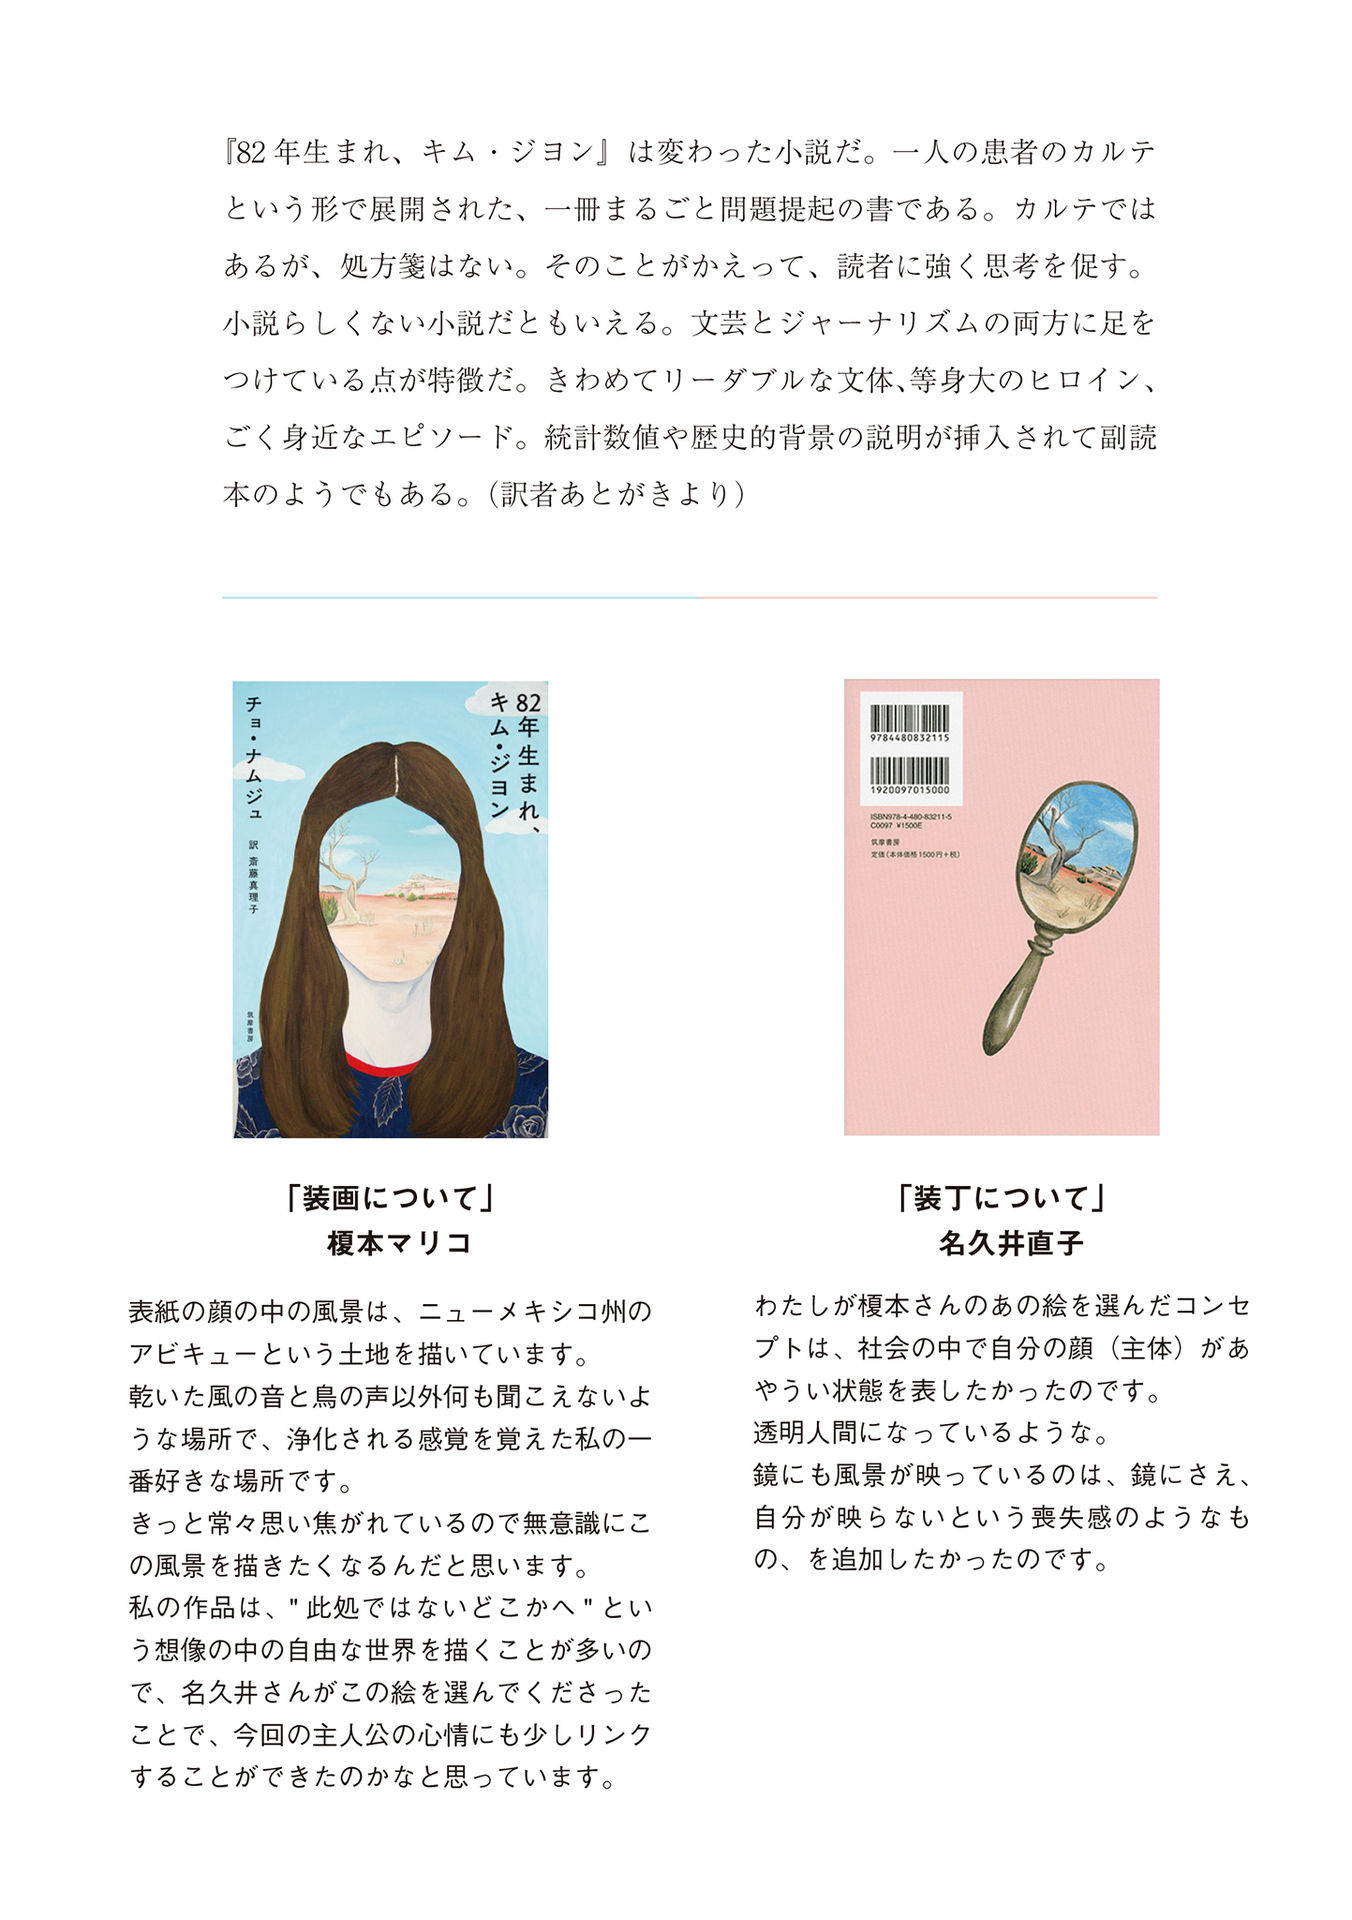 『82 年生まれ、キム・ジヨン』は変わった小説だ。一人の患者のカルテ
という形で展開された、一冊まるごと問題提起の書である。カルテでは
あるが、処方箋はない。そのことがかえって、読者に強く思考を促す。
小説らしくない小説だともいえる。文芸とジャーナリズムの両方に足を
つけている点が特徴だ。きわめてリーダブルな文体、等身大のヒロイン、
ごく身近なエピソード。統計数値や歴史的背景の説明が挿入されて副読
本のようでもある。（訳者あとがきより）
82年生まれ、
キム・ジヨン
チョ・ナムジュ
訳 斎藤真理子
筑摩書房
9784480832115
1920097015000
ISBN978-4-480-83211-5
C0097 ¥1500E
筑摩書房
定価（本体価格1500円＋税）
「装画について」
榎本マリコ
表紙の顔の中の風景は、ニューメキシコ州の
アビキューという土地を描いています。
乾いた風の音と鳥の声以外何も聞こえないよ
うな場所で、浄化される感覚を覚えた私の一
番好きな場所です。
きっと常々思い焦がれているので無意識にこ
の風景を描きたくなるんだと思います。
私の作品は、" 此処ではないどこかへ " とい
う想像の中の自由な世界を描くことが多いの
で、名久井さんがこの絵を選んでくださった
ことで、今回の主人公の心情にも少しリンク
することができたのかなと思っています。
「装丁について」
名久井直子
わたしが榎本さんのあの絵を選んだコンセ
プトは、社会の中で自分の顔（主体）があ
やうい状態を表したかったのです。
透明人間になっているような。
鏡にも風景が映っているのは、鏡にさえ、
自分が映らないという喪失感のようなも
の、を追加したかったのです。